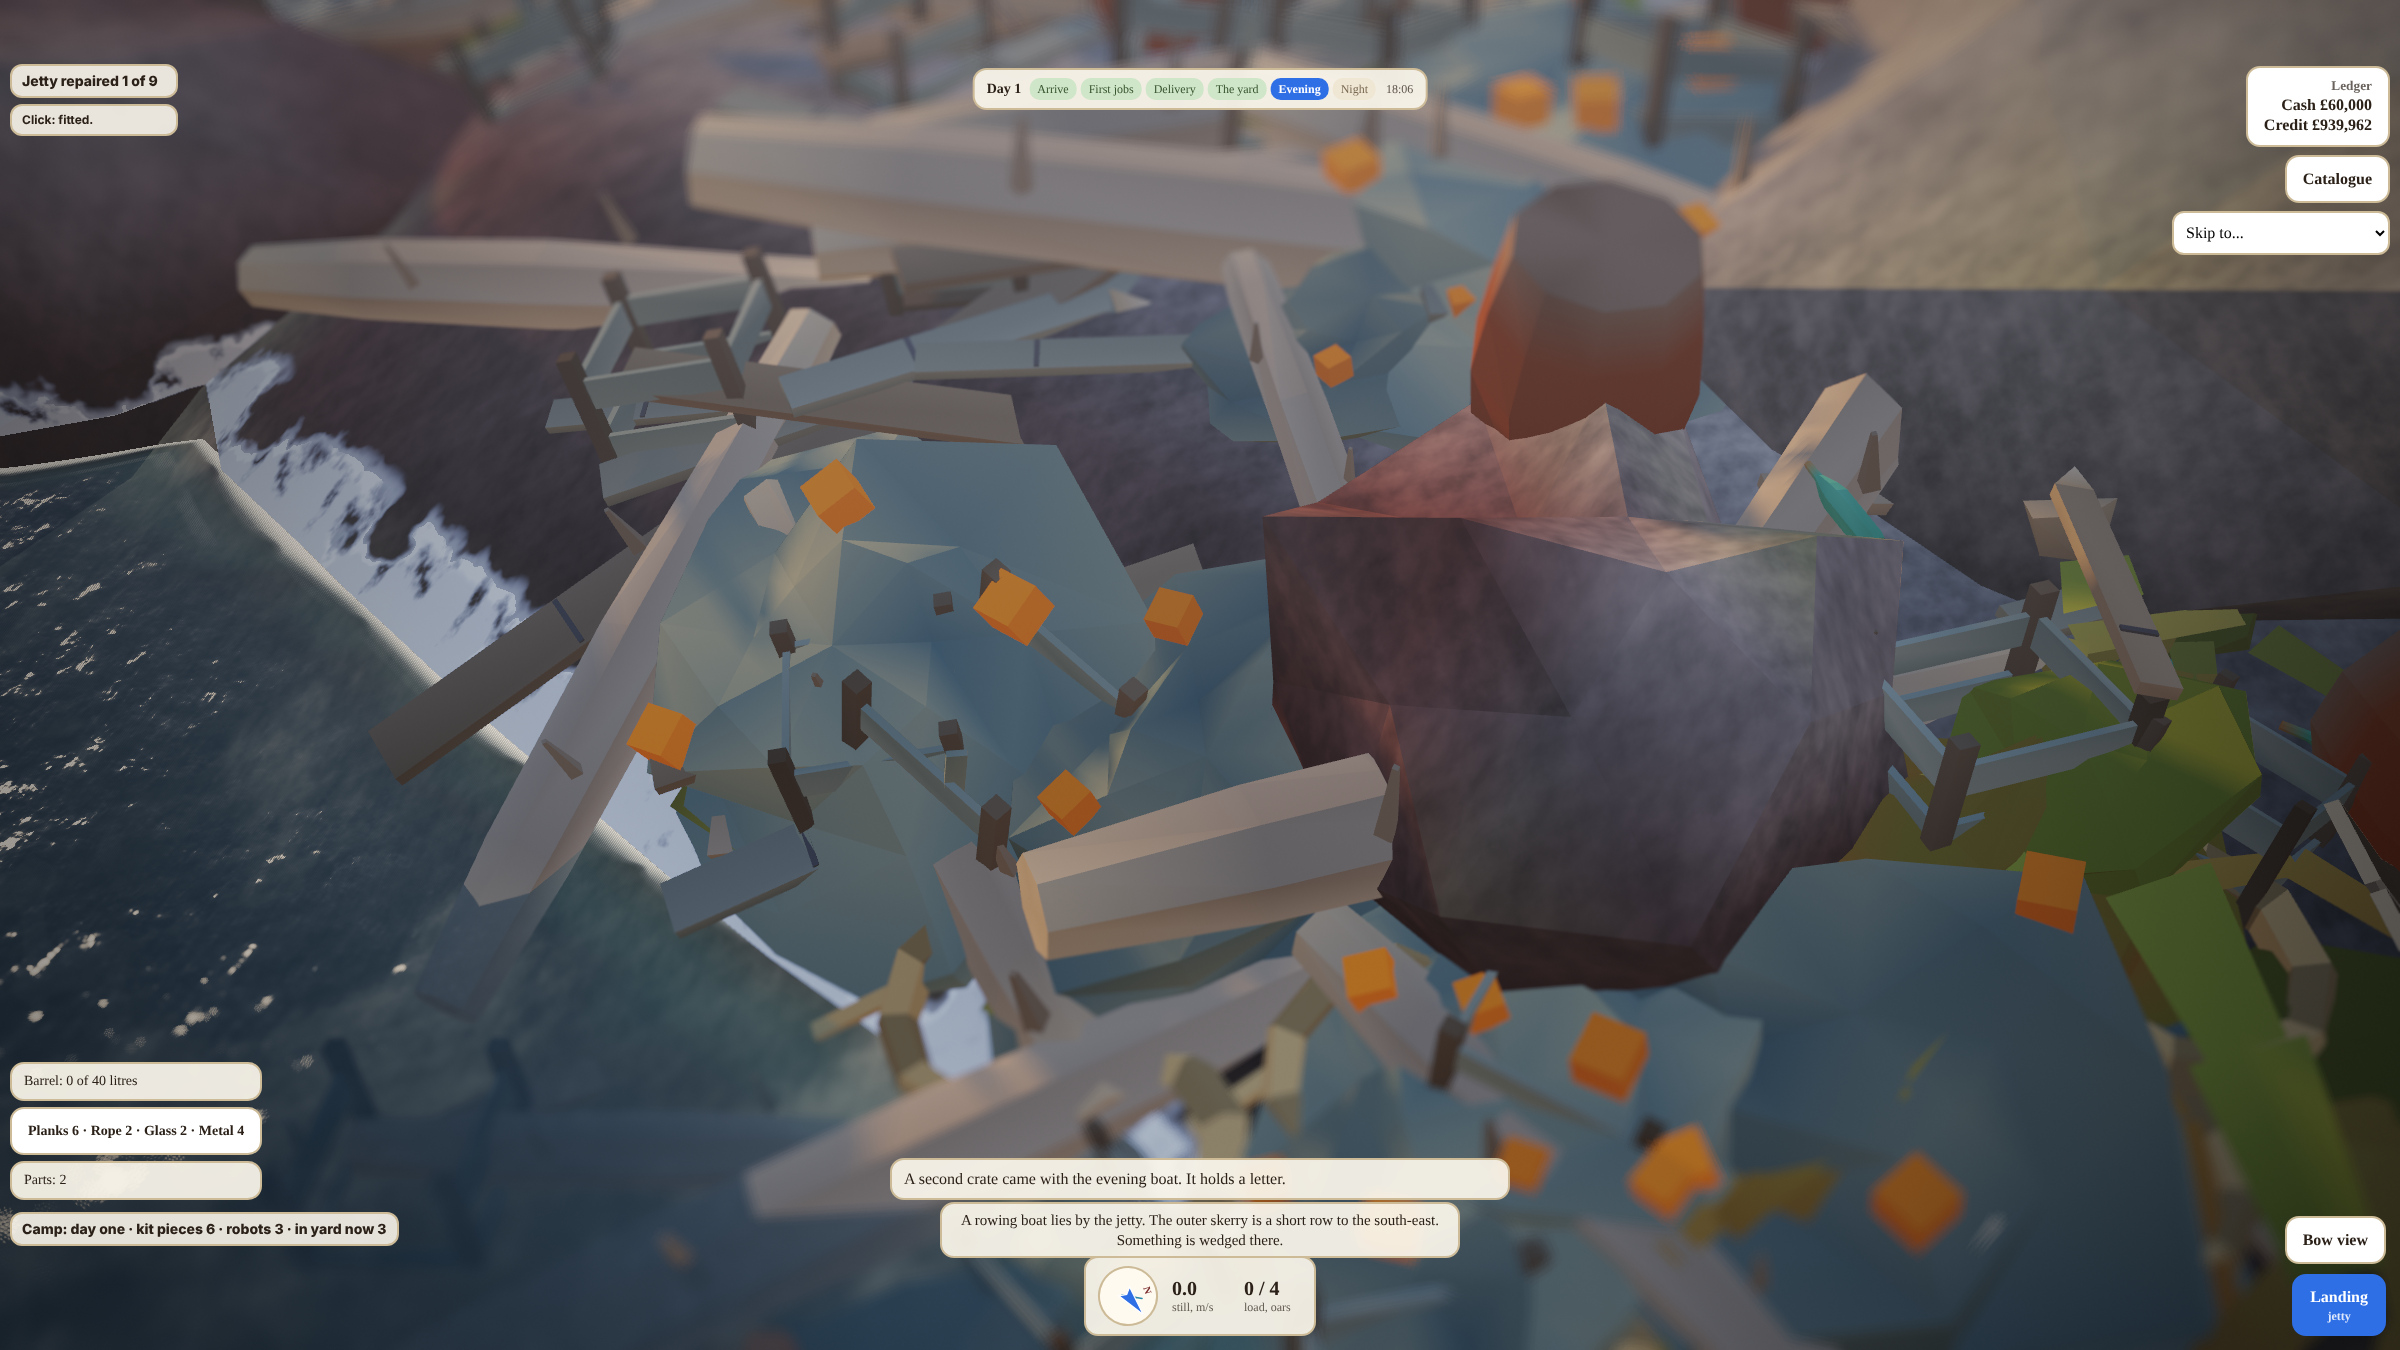 Jetty repaired 1 of 9
Click: fitted.
Day 1 Arrive First jobs Delivery The yard Evening Night 18:06
Ledger
Cash £60,000
Credit £939,962
Catalogue
Skip to...
Barrel: 0 of 40 litres
Planks 6 · Rope 2 · Glass 2 · Metal 4
Parts: 2
Camp: day one · kit pieces 6 · robots 3 · in yard now 3
A second crate came with the evening boat. It holds a letter.
A rowing boat lies by the jetty. The outer skerry is a short row to the south-east.
Something is wedged there.
N
0.0 0 / 4
still, m/s load, oars
Bow view
Landing
jetty